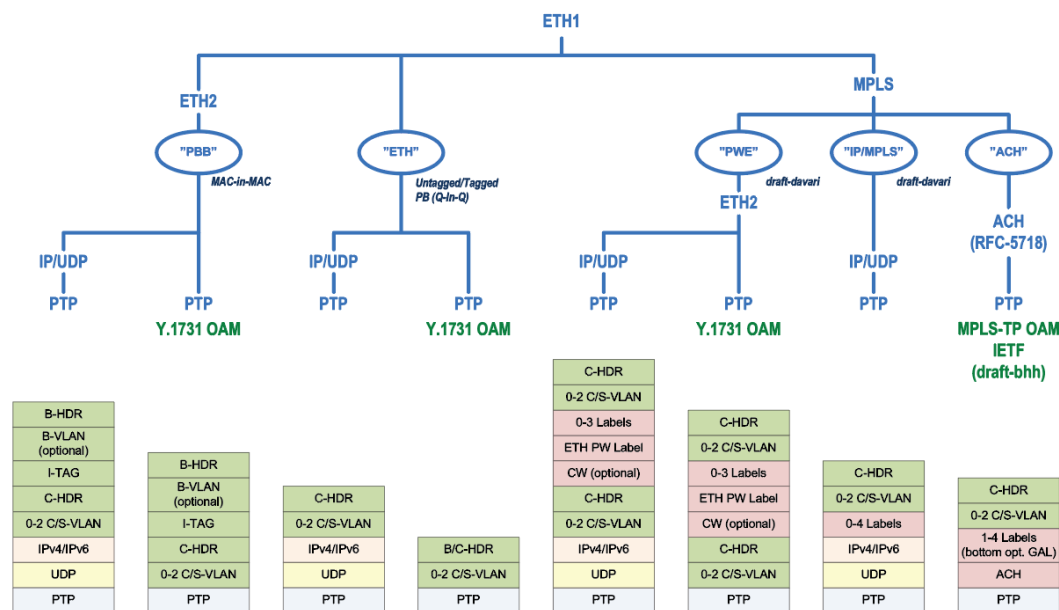 ETH1
ETH2
MPLS
"PBB"
"ETH"
"PWE"
"IP/MPLS"
"ACH"
MAC-in-MAC
Untagged/Tagged
PB (Q-in-Q)
draft-davari
draft-davari
ETH2
ACH
(RFC-5718)
IP/UDP
IP/UDP
IP/UDP
IP/UDP
PTP
PTP
PTP
PTP
PTP
PTP
PTP
PTP
Y.1731 OAM
Y.1731 OAM
Y.1731 OAM
MPLS-TP OAM
IETF
(draft-bhh)
B-HDR
B-VLAN
(optional)
I-TAG
C-HDR
0-2 C/S-VLAN
IPv4/IPv6
UDP
PTP
B-HDR
B-VLAN
(optional)
I-TAG
C-HDR
0-2 C/S-VLAN
PTP
C-HDR
0-2 C/S-VLAN
IPv4/IPv6
UDP
PTP
B/C-HDR
0-2 C/S-VLAN
PTP
C-HDR
0-2 C/S-VLAN
0-3 Labels
ETH PW Label
CW (optional)
C-HDR
0-2 C/S-VLAN
IPv4/IPv6
UDP
PTP
C-HDR
0-2 C/S-VLAN
0-3 Labels
ETH PW Label
CW (optional)
C-HDR
0-2 C/S-VLAN
PTP
C-HDR
0-2 C/S-VLAN
0-4 Labels
IPv4/IPv6
UDP
PTP
C-HDR
0-2 C/S-VLAN
1-4 Labels
(bottom opt. GAL)
ACH
PTP